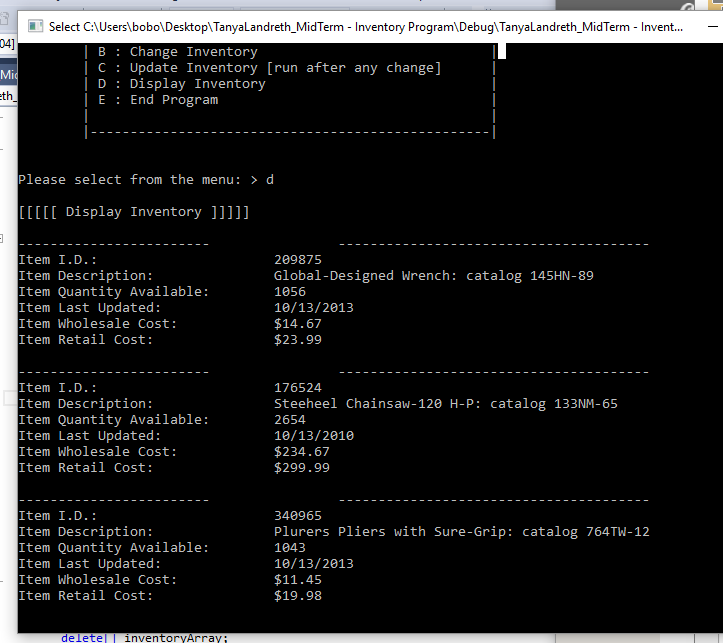 Select C:\Users\bobo\Desktop\TanyaLandreth_MidTerm - Inventory Program\Debug\TanyaLandreth_MidTerm - Invent...
04]
Mic
eth_
| B : Change Inventory |
| C : Update Inventory [run after any change] |
| D : Display Inventory |
| E : End Program |
| |
|--------------------------------------------------|
Please select from the menu: > d
[[[[[ Display Inventory ]]]]]
------------------------ ---------------------------------------
Item I.D.: 209875
Item Description: Global-Designed Wrench: catalog 145HN-89
Item Quantity Available: 1056
Item Last Updated: 10/13/2013
Item Wholesale Cost: $14.67
Item Retail Cost: $23.99
------------------------ ---------------------------------------
Item I.D.: 176524
Item Description: Steeheel Chainsaw-120 H-P: catalog 133NM-65
Item Quantity Available: 2654
Item Last Updated: 10/13/2010
Item Wholesale Cost: $234.67
Item Retail Cost: $299.99
------------------------ ---------------------------------------
Item I.D.: 340965
Item Description: Plurers Pliers with Sure-Grip: catalog 764TW-12
Item Quantity Available: 1043
Item Last Updated: 10/13/2013
Item Wholesale Cost: $11.45
Item Retail Cost: $19.98
delete[] inventoryArray;